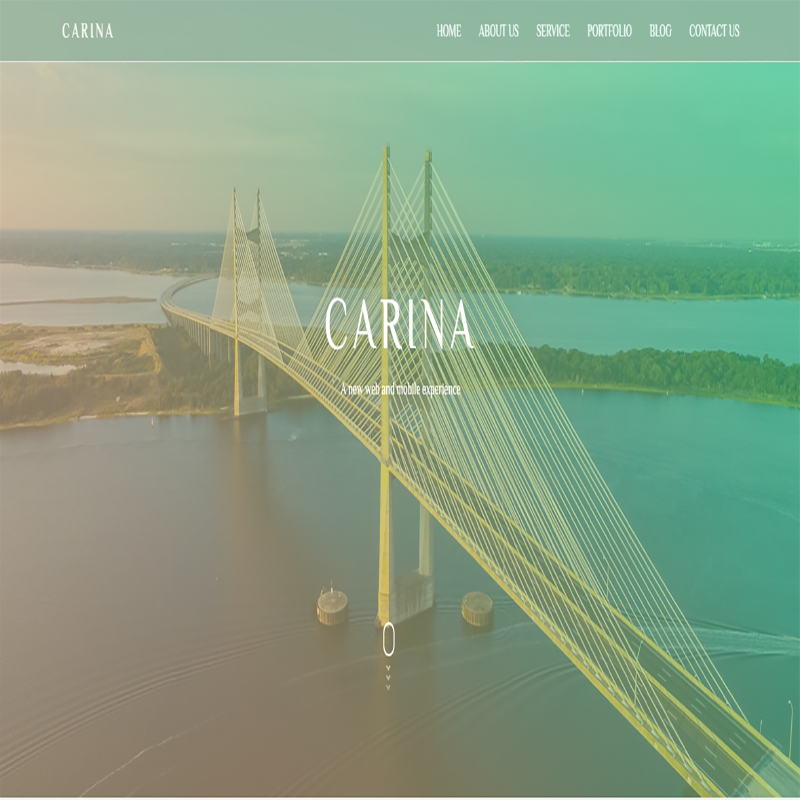 CARINA
HOME ABOUT US SERVICE PORTFOLIO BLOG CONTACT US
CARINA
A new web and mobile experience